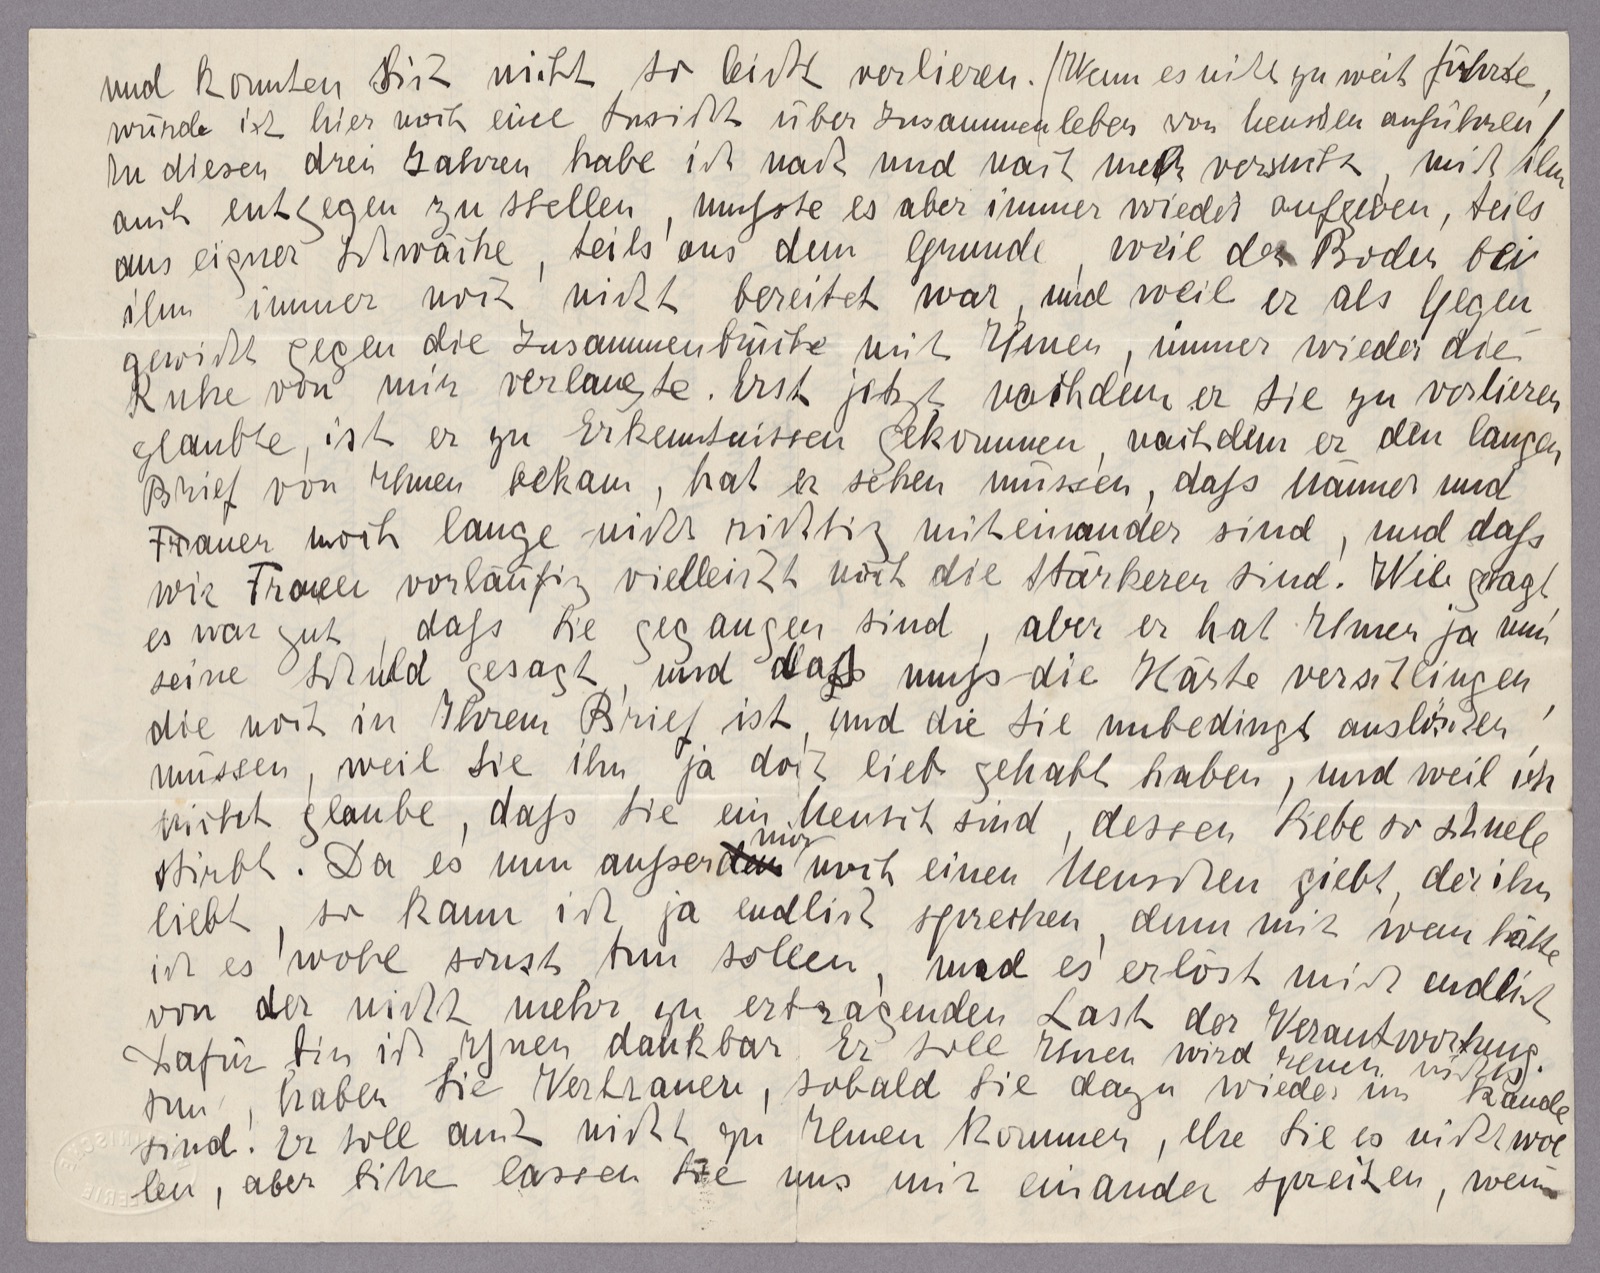 und konnten Sich nicht so leicht verlieren. (Wenn es nicht zu weit führte,
würde ich hier noch eine Ansicht über Zusammenleben von Menschen anführen)
In diesen drei Jahren habe ich nach und nach mehr versucht, mich ihm
auch entgegen zu stellen, musste es aber immer wieder aufgeben, teils
aus eigner Schwäche, teils aus dem Grunde, weil der Boden bei
ihm immer noch nicht bereitet war, und weil er als Gegen
gewicht gegen die Zusammenbrüche mit Ihnen, immer wieder die
Ruhe von mir verlangte. Erst jetzt nachdem er Sie zu verlieren
glaubte, ist er zu Erkenntnissen gekommen, nachdem er den langen
Brief von Ihnen bekam, hat er sehen müssen, dass Männer und
Frauen noch lange nicht richtig miteinander sind, und dass
wir Frauen vorläufig vielleicht noch die Stärkeren sind. Wie gesagt,
es war gut, dass Sie gegangen sind, aber er hat Ihnen ja nun
seine Schuld gesagt, und dass muss die Härte verschlingen,
die noch in Ihrem Brief ist, und die Sie unbedingt auslöschen
müssen, weil Sie ihn ja doch lieb gehabt haben, und weil ich
nicht glaube, dass Sie ein Mensch sind, dessen Liebe so schnell
stirbt. Da es nun ausser mir noch einen Menschen giebt, der ihn
liebt, so kann ich ja endlich sprechen, denn mit wem hätte
ich es wohl sonst tun sollen, und es erlöst mich endlich
von der nicht mehr zu ertragenden Last der Verantwortung.
Dafür bin ich Ihnen dankbar. Er soll Ihnen wird Ihnen nichts
tun, haben Sie Vertrauen, sobald Sie dazu wieder im Stande
sind. Er soll auch nicht zu Ihnen kommen, ehe Sie es nicht wol
len, aber bitte lassen Sie uns mit einander sprechen, wenn